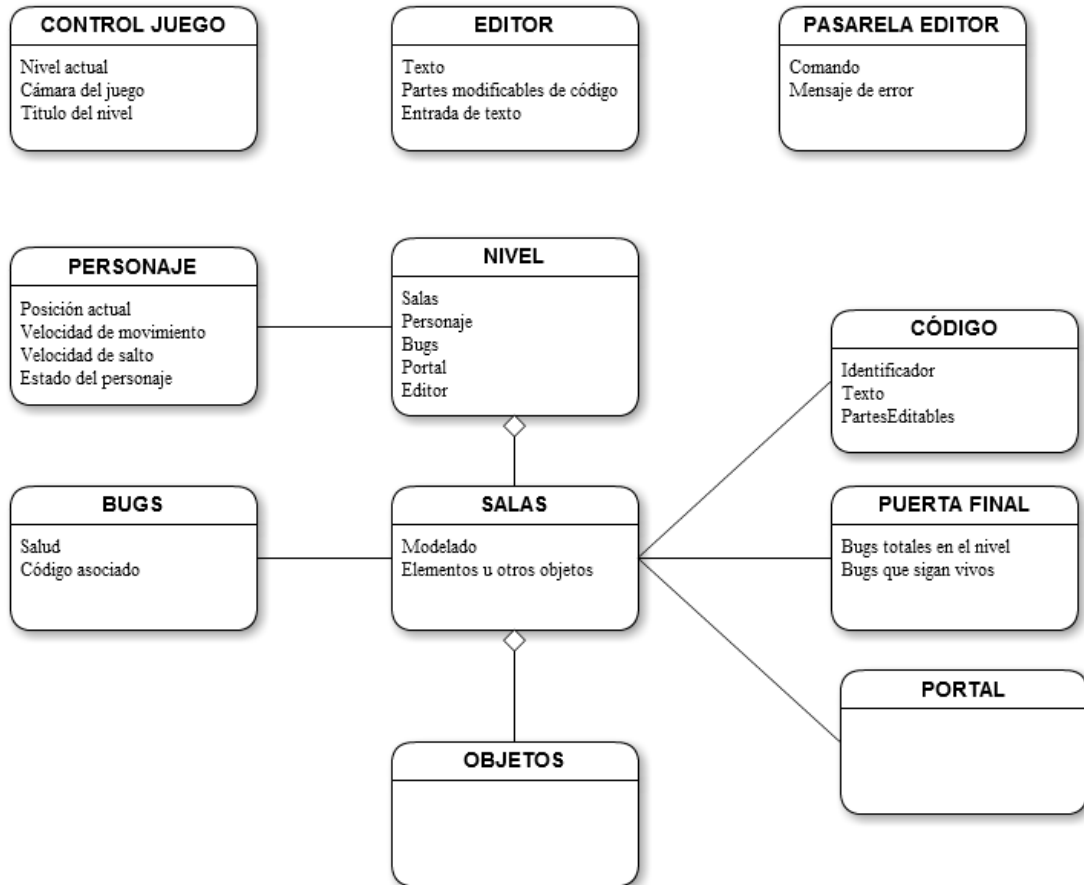 CONTROL JUEGO
Nivel actual
Cámara del juego
Título del nivel
EDITOR
Texto
Partes modificables de código
Entrada de texto
PASARELA EDITOR
Comando
Mensaje de error
PERSONAJE
Posición actual
Velocidad de movimiento
Velocidad de salto
Estado del personaje
NIVEL
Salas
Personaje
Bugs
Portal
Editor
CÓDIGO
Identificador
Texto
PartesEditables
BUGS
Salud
Código asociado
SALAS
Modelado
Elementos u otros objetos
PUERTA FINAL
Bugs totales en el nivel
Bugs que sigan vivos
PORTAL
OBJETOS